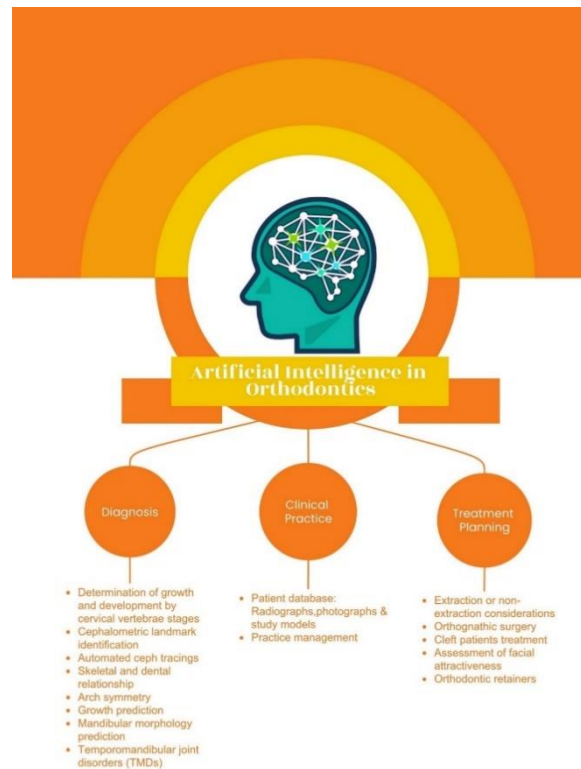 Artificial Intelligence in
Orthodontics
Diagnosis
• Determination of growth
and development by
cervical vertebrae stages
• Cephalometric landmark
identification
• Automated ceph tracings
• Skeletal and dental
relationship
• Arch symmetry
• Growth prediction
• Mandibular morphology
prediction
• Temporomandibular joint
disorders (TMDs)
Clinical
Practice
• Patient database:
Radiographs,photographs &
study models
• Practice management
Treatment
Planning
• Extraction or non-
extraction considerations
• Orthognathic surgery
• Cleft patients treatment
• Assessment of facial
attractiveness
• Orthodontic retainers